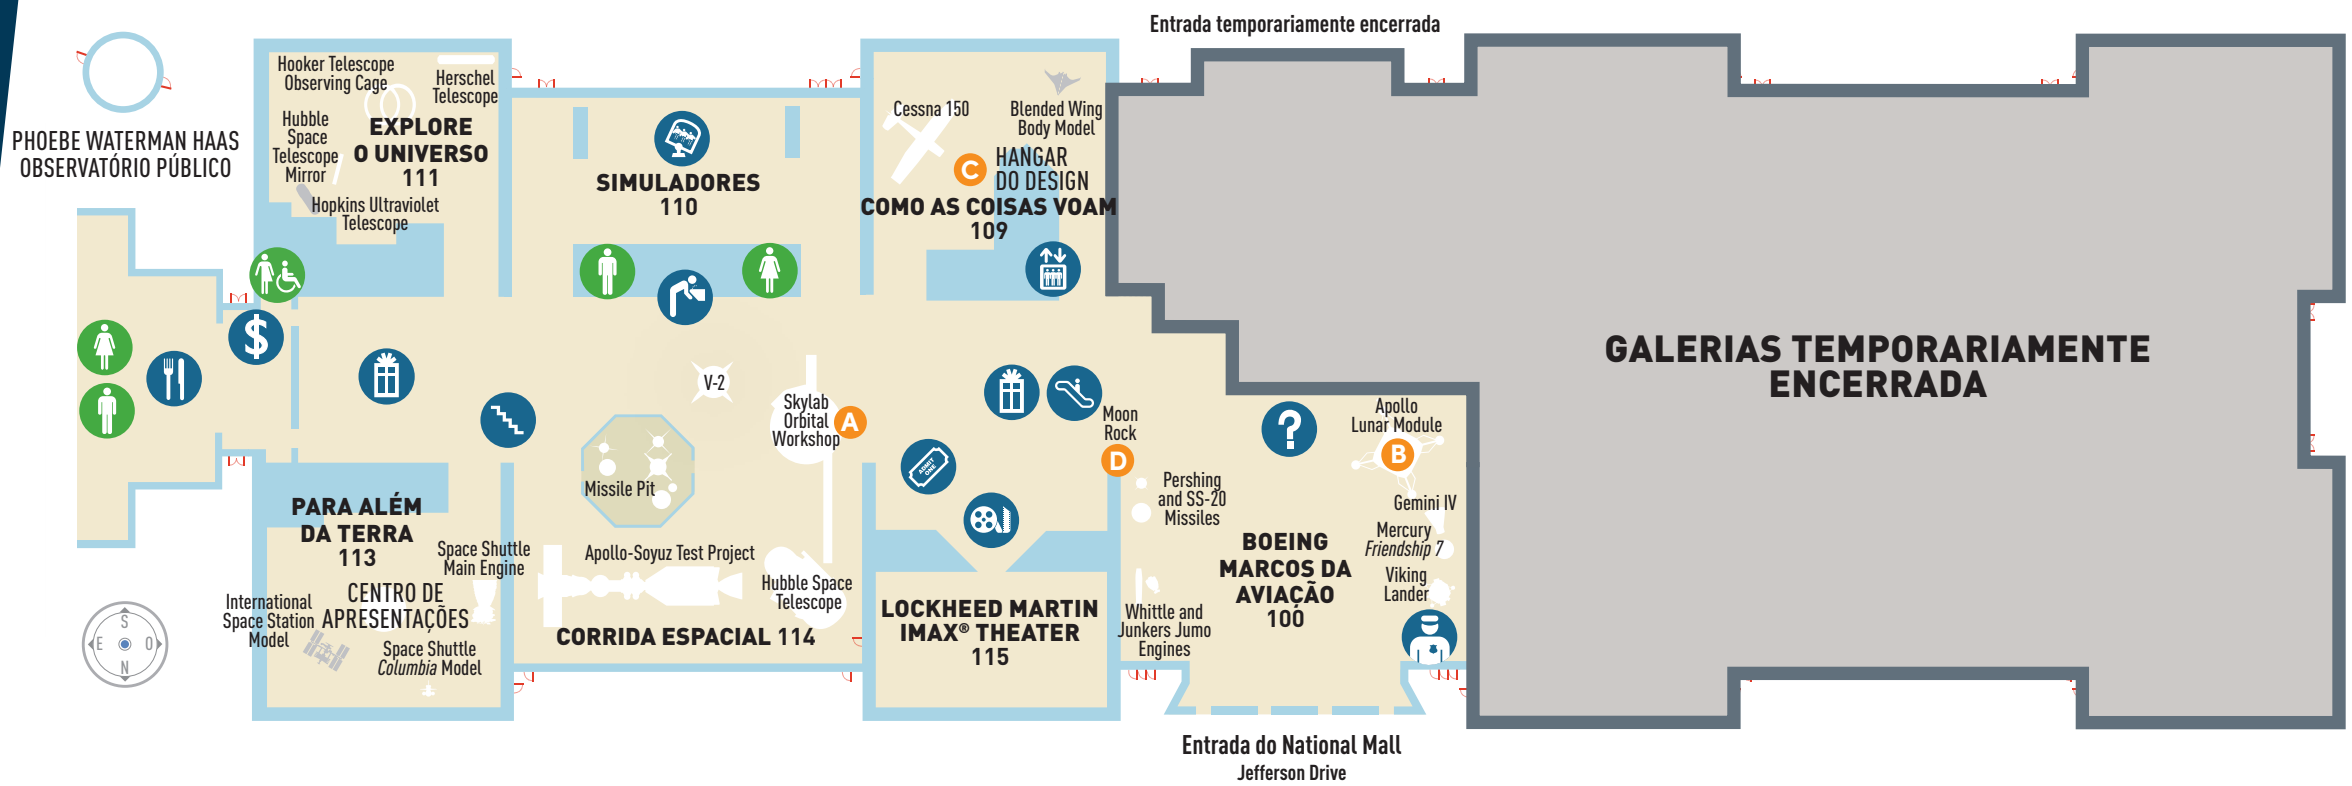 Entrada temporariamente encerrada
PHOEBE WATERMAN HAAS
OBSERVATÓRIO PÚBLICO
Hooker Telescope
Observing Cage
Herschel
Telescope
Hubble
Space
Telescope
Mirror
EXPLORE
O UNIVERSO
111
Hopkins Ultraviolet
Telescope
SIMULADORES
110
Cessna 150
Blended Wing
Body Model
C
HANGAR
DO DESIGN
COMO AS COISAS VOAM
109
GALERIAS TEMPORARIAMENTE
ENCERRADA
$
V-2
Skylab
Orbital
Workshop
A
Missile Pit
ADMIT
ONE
Moon
Rock
D
?
Apollo
Lunar Module
B
Pershing
and SS-20
Missiles
Gemini IV
Mercury
Friendship 7
Viking
Lander
BOEING
MARCOS DA
AVIAÇÃO
100
Whittle and
Junkers Jumo
Engines
PARA ALÉM
DA TERRA
113
Space Shuttle
Main Engine
CENTRO DE
APRESENTAÇÕES
International
Space Station
Model
Space Shuttle
Columbia Model
Apollo-Soyuz Test Project
Hubble Space
Telescope
CORRIDA ESPACIAL 114
LOCKHEED MARTIN
IMAX® THEATER
115
S
E
O
N
Entrada do National Mall
Jefferson Drive